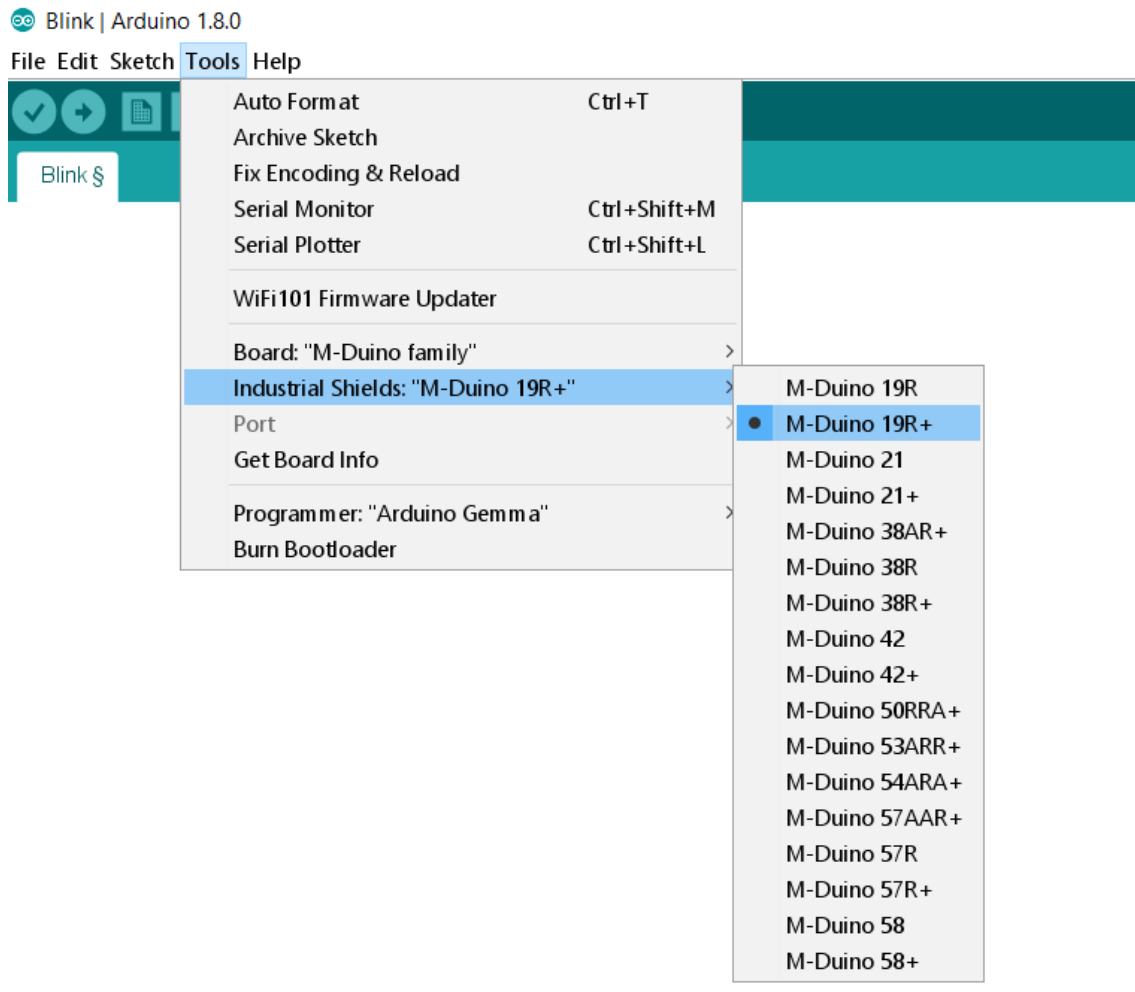 Blink | Arduino 1.8.0
File Edit Sketch Tools Help
Auto Format Ctrl+T
Archive Sketch
Fix Encoding & Reload
Blink §
Serial Monitor Ctrl+Shift+M
Serial Plotter Ctrl+Shift+L
WiFi101 Firmware Updater
Board: "M-Duino family"
Industrial Shields: "M-Duino 19R+"
Port
Get Board Info
Programmer: "Arduino Gemma"
Burn Bootloader
M-Duino 19R
M-Duino 19R+
M-Duino 21
M-Duino 21+
M-Duino 38AR+
M-Duino 38R
M-Duino 38R+
M-Duino 42
M-Duino 42+
M-Duino 50RRA+
M-Duino 53ARR+
M-Duino 54ARA+
M-Duino 57AAR+
M-Duino 57R
M-Duino 57R+
M-Duino 58
M-Duino 58+